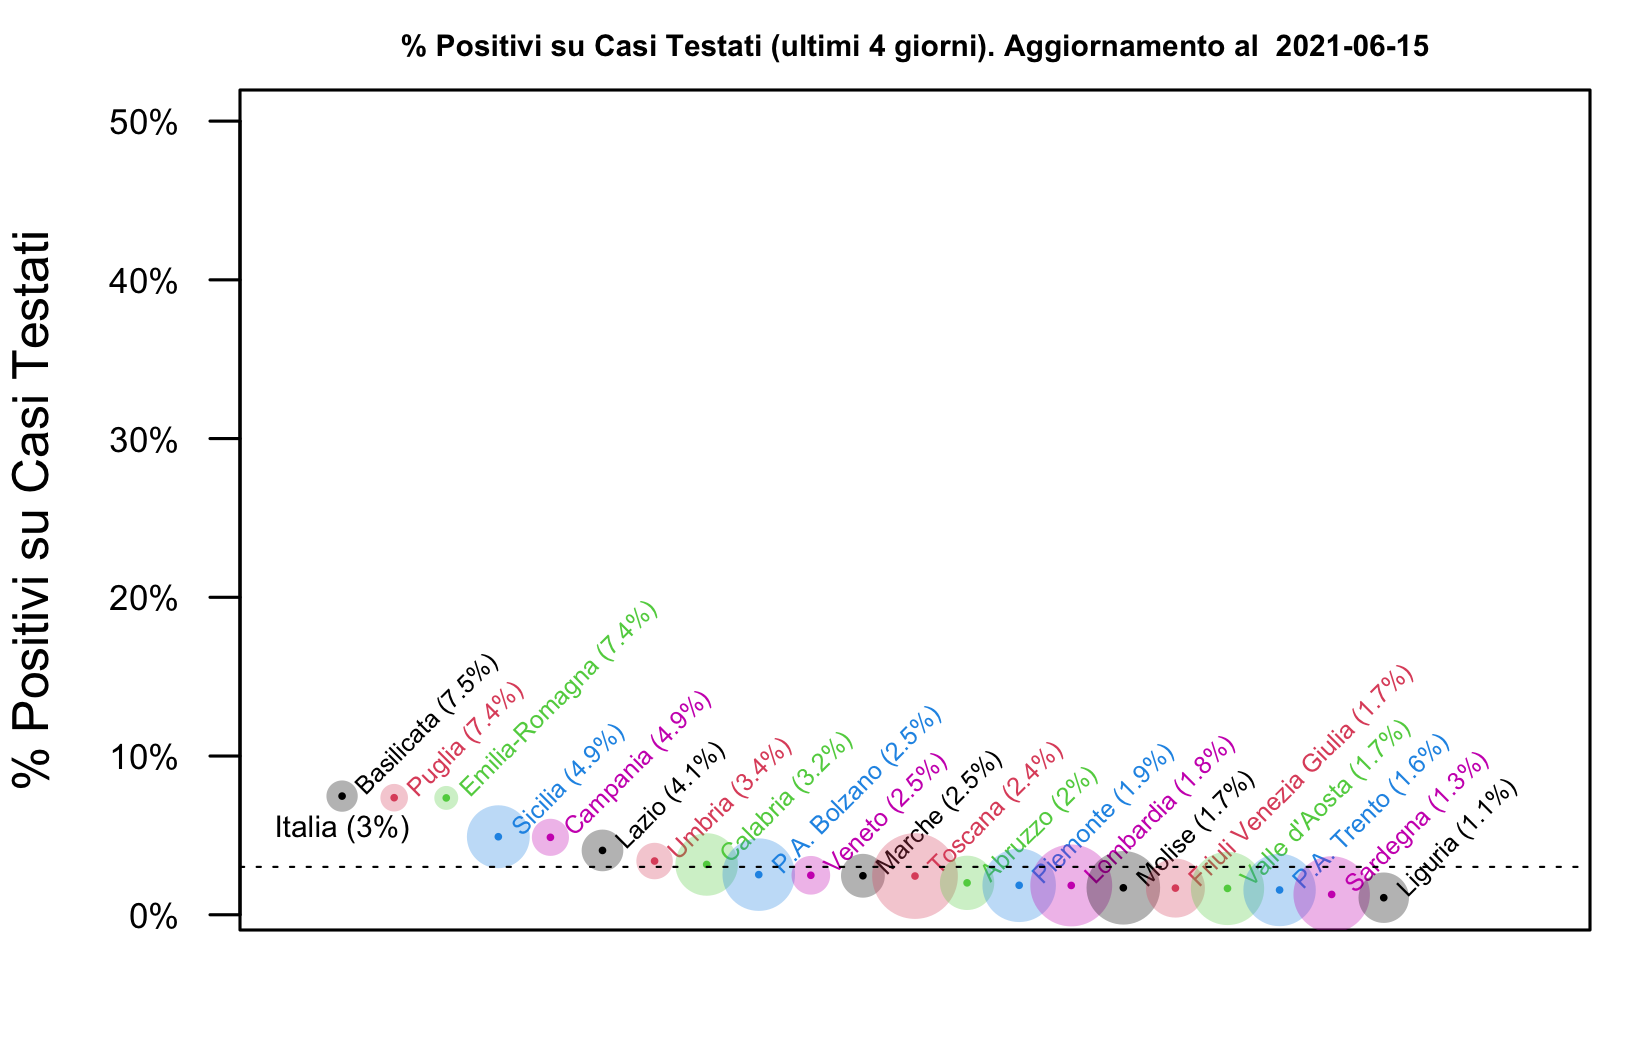 % Positivi su Casi Testati (ultimi 4 giorni). Aggiornamento al 2021-06-15
% Positivi su Casi Testati
50%
40%
30%
20%
10%
0%
Italia (3%)
Basilicata (7.5%)
Puglia (7.4%)
Emilia-Romagna (7.4%)
Sicilia (4.9%)
Campania (4.9%)
Lazio (4.1%)
Umbria (3.4%)
Calabria (3.2%)
P.A. Bolzano (2.5%)
Veneto (2.5%)
Marche (2.5%)
Toscana (2.4%)
Abruzzo (2%)
Piemonte (1.9%)
Lombardia (1.8%)
Molise (1.7%)
Friuli Venezia Giulia (1.7%)
Valle d'Aosta (1.7%)
P.A. Trento (1.6%)
Sardegna (1.3%)
Liguria (1.1%)